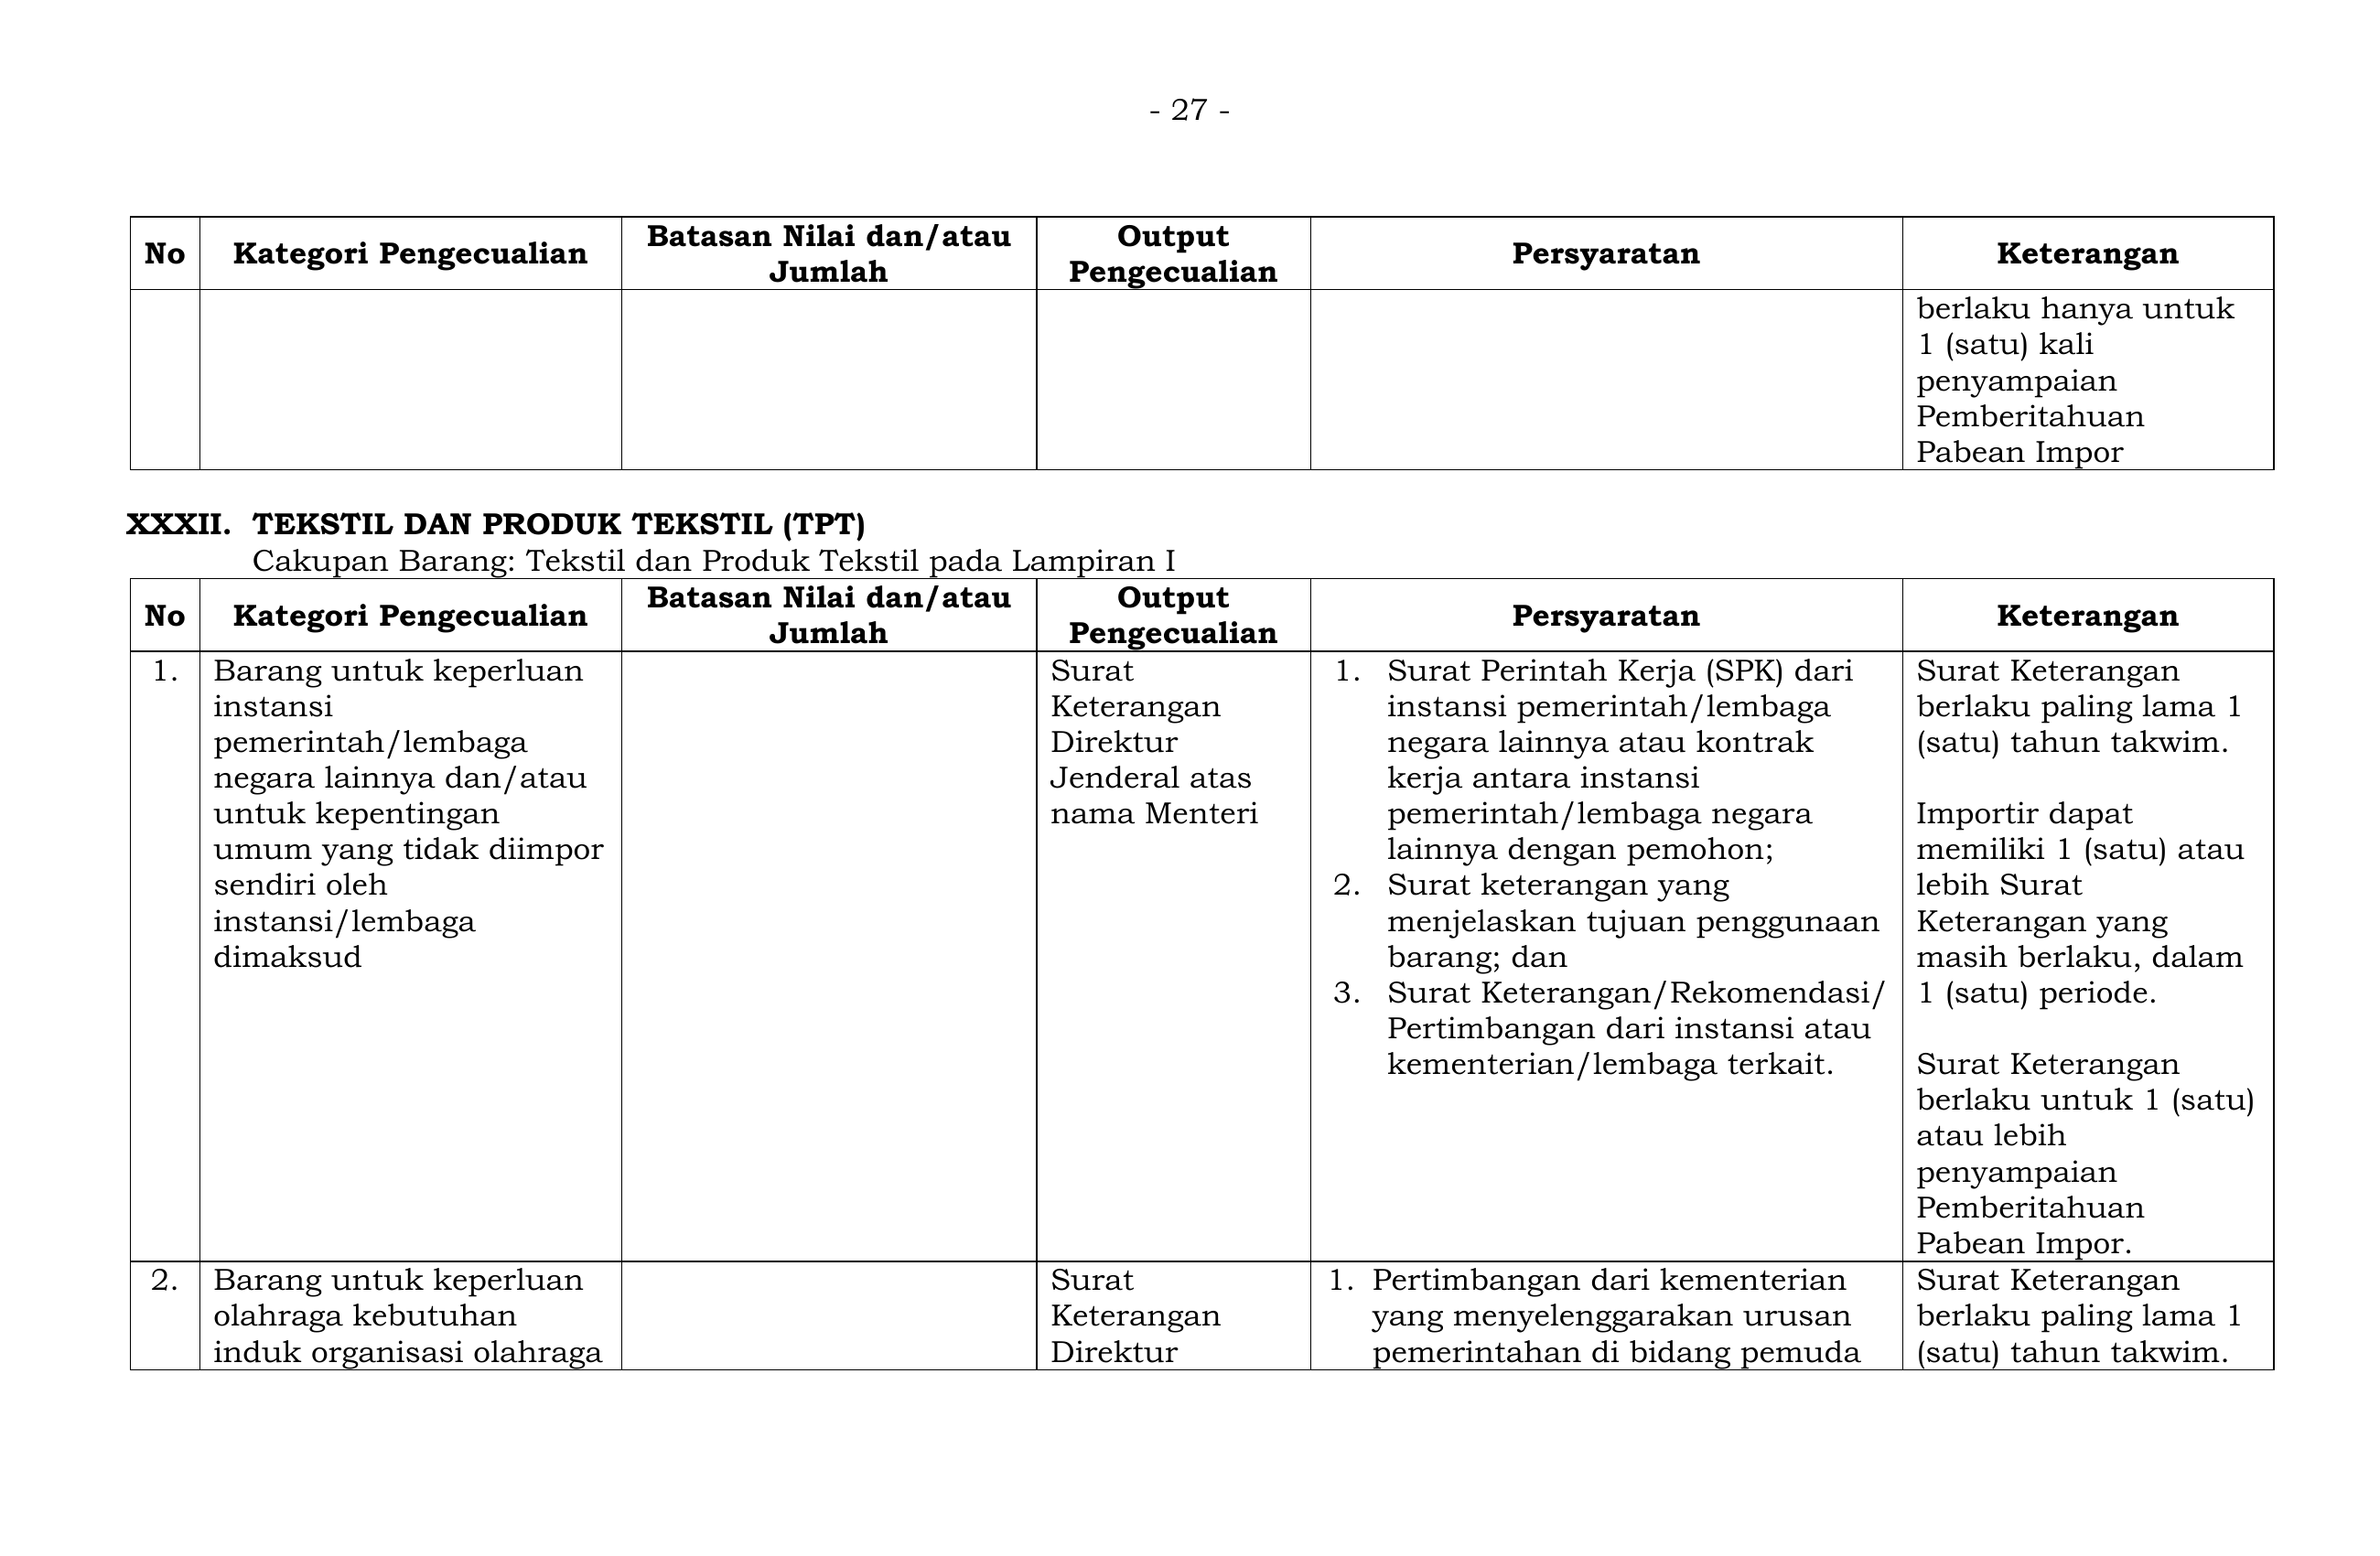 - 27 -
No
Kategori Pengecualian
Batasan Nilai dan/atau
Jumlah
Output
Pengecualian
Persyaratan
Keterangan
berlaku hanya untuk
1 (satu) kali
penyampaian
Pemberitahuan
Pabean Impor
XXXII. TEKSTIL DAN PRODUK TEKSTIL (TPT)
Cakupan Barang: Tekstil dan Produk Tekstil pada Lampiran I
No
Kategori Pengecualian
Batasan Nilai dan/atau
Jumlah
Output
Pengecualian
Persyaratan
Keterangan
1.
Barang untuk keperluan
instansi
pemerintah/lembaga
negara lainnya dan/atau
untuk kepentingan
umum yang tidak diimpor
sendiri oleh
instansi/lembaga
dimaksud
Surat
Keterangan
Direktur
Jenderal atas
nama Menteri
1. Surat Perintah Kerja (SPK) dari
instansi pemerintah/lembaga
negara lainnya atau kontrak
kerja antara instansi
pemerintah/lembaga negara
lainnya dengan pemohon;
2. Surat keterangan yang
menjelaskan tujuan penggunaan
barang; dan
3. Surat Keterangan/Rekomendasi/
Pertimbangan dari instansi atau
kementerian/lembaga terkait.
Surat Keterangan
berlaku paling lama 1
(satu) tahun takwim.
Importir dapat
memiliki 1 (satu) atau
lebih Surat
Keterangan yang
masih berlaku, dalam
1 (satu) periode.
Surat Keterangan
berlaku untuk 1 (satu)
atau lebih
penyampaian
Pemberitahuan
Pabean Impor.
2.
Barang untuk keperluan
olahraga kebutuhan
induk organisasi olahraga
Surat
Keterangan
Direktur
1. Pertimbangan dari kementerian
yang menyelenggarakan urusan
pemerintahan di bidang pemuda
Surat Keterangan
berlaku paling lama 1
(satu) tahun takwim.